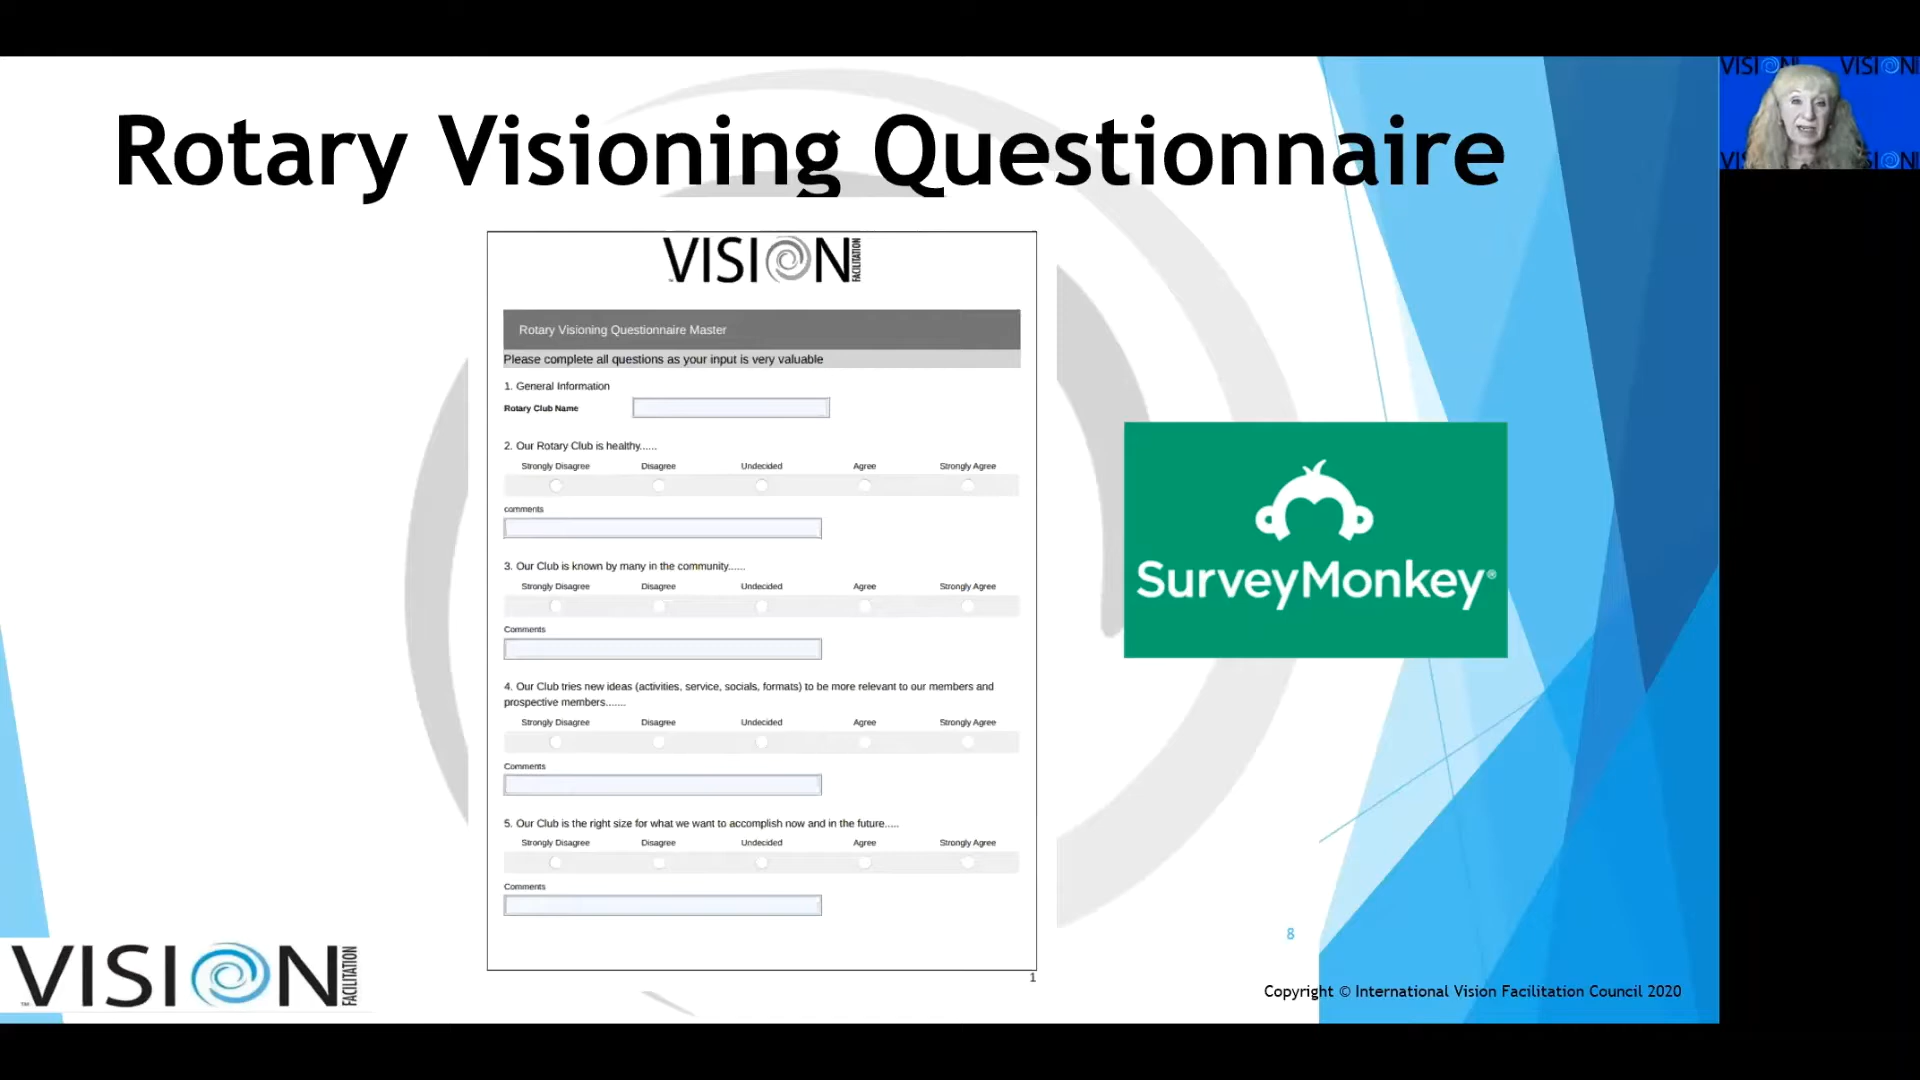 Rotary Visioning Questionnaire
VISION FACILITATION
Rotary Visioning Questionnaire Master
Please complete all questions as your input is very valuable
1. General Information
Rotary Club Name
2. Our Rotary Club is healthy......
Strongly Disagree Disagree Undecided Agree Strongly Agree
comments
3. Our Club is known by many in the community......
Strongly Disagree Disagree Undecided Agree Strongly Agree
Comments
4. Our Club tries new ideas (activities, service, socials, formats) to be more relevant to our members and
prospective members.......
Strongly Disagree Disagree Undecided Agree Strongly Agree
Comments
5. Our Club is the right size for what we want to accomplish now and in the future.....
Strongly Disagree Disagree Undecided Agree Strongly Agree
Comments
1
SurveyMonkey®
8
VISION FACILITATION ™
Copyright © International Vision Facilitation Council 2020
VISION VISION
VIS SION